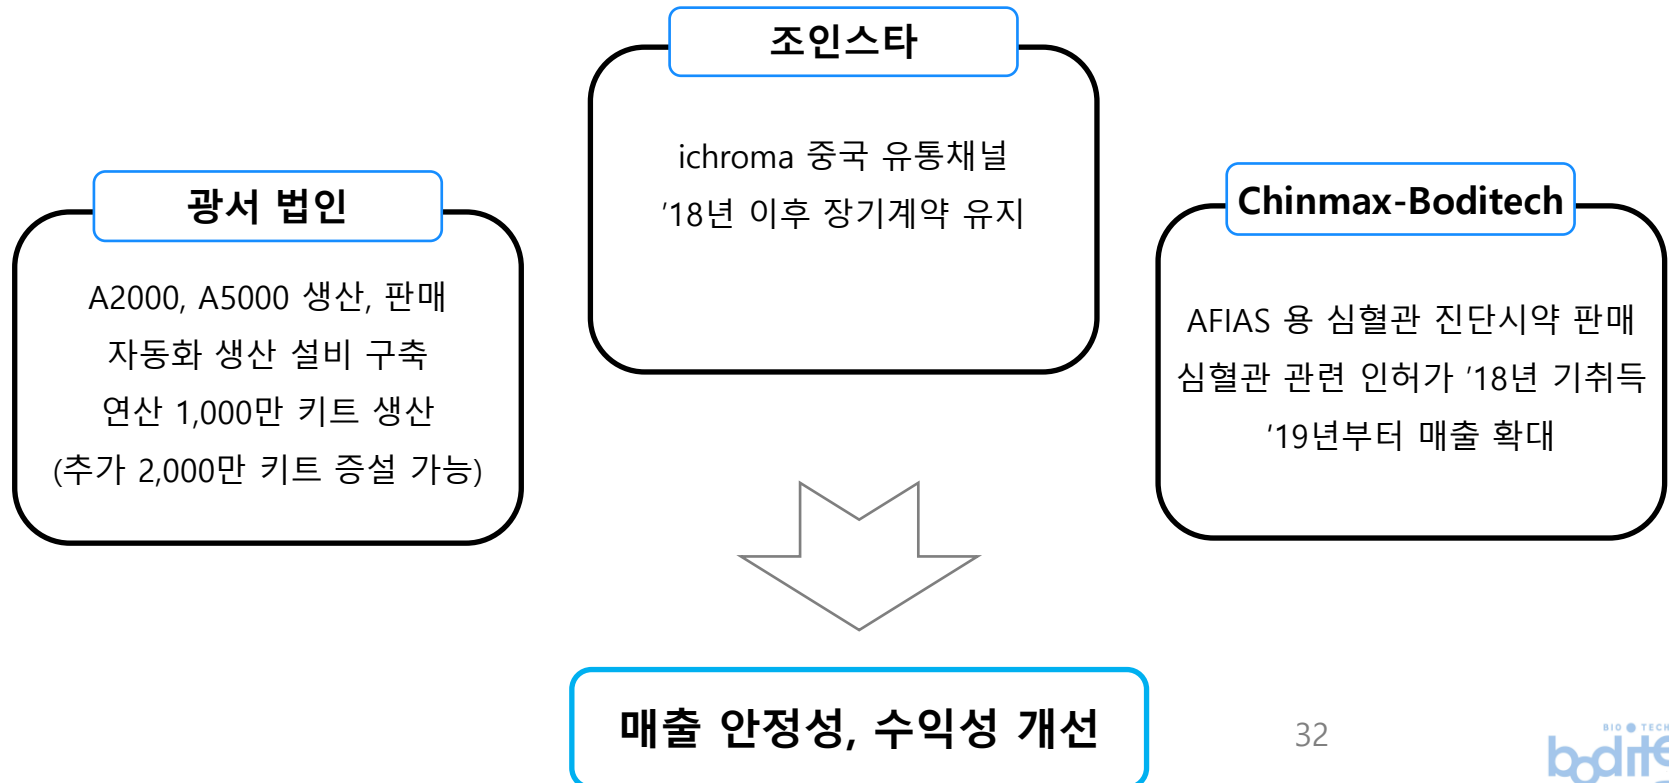 조인스타
ichroma 중국 유통채널
'18년 이후 장기계약 유지
광서 법인
A2000, A5000 생산, 판매
자동화 생산 설비 구축
연산 1,000만 키트 생산
(추가 2,000만 키트 증설 가능)
Chinmax-Boditech
AFIAS 용 심혈관 진단시약 판매
심혈관 관련 인허가 '18년 기취득
'19년부터 매출 확대
매출 안정성, 수익성 개선
32
BIO TECH